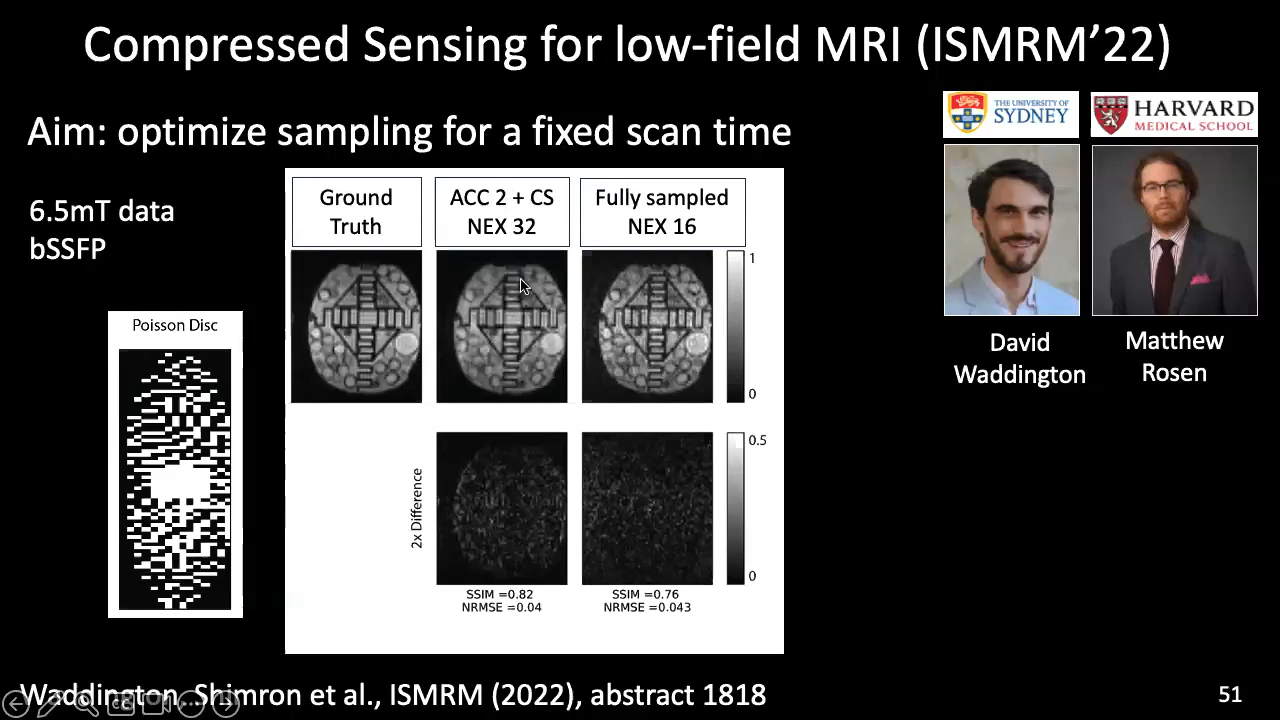 Compressed Sensing for low-field MRI (ISMRM’22)
Aim: optimize sampling for a fixed scan time
THE UNIVERSITY OF
SYDNEY
HARVARD
MEDICAL SCHOOL
6.5mT data
bSSFP
Ground
Truth
ACC 2 + CS
NEX 32
Fully sampled
NEX 16
1
0
Poisson Disc
David
Waddington
Matthew
Rosen
2x Difference
0.5
0
SSIM =0.82
NRMSE =0.04
SSIM =0.76
NRMSE =0.043
Waddington, Shimron et al., ISMRM (2022), abstract 1818
51